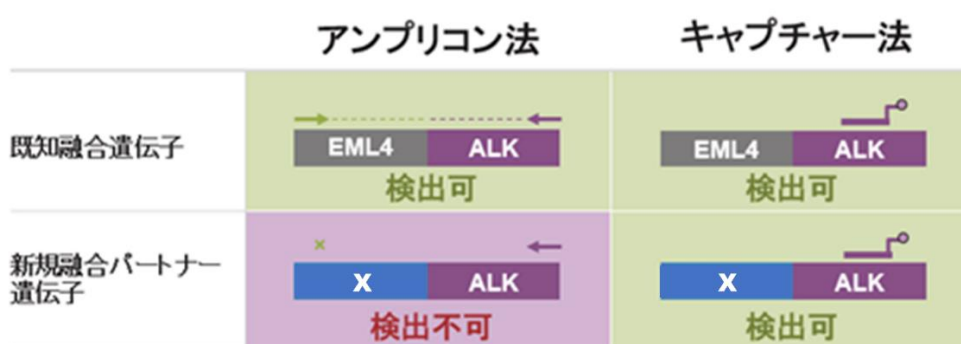 アンプリコン法 キャプチャー法
既知融合遺伝子
EML4 ALK
検出可
EML4 ALK
検出可
新規融合パートナー
遺伝子
X ALK
検出不可
X ALK
検出可